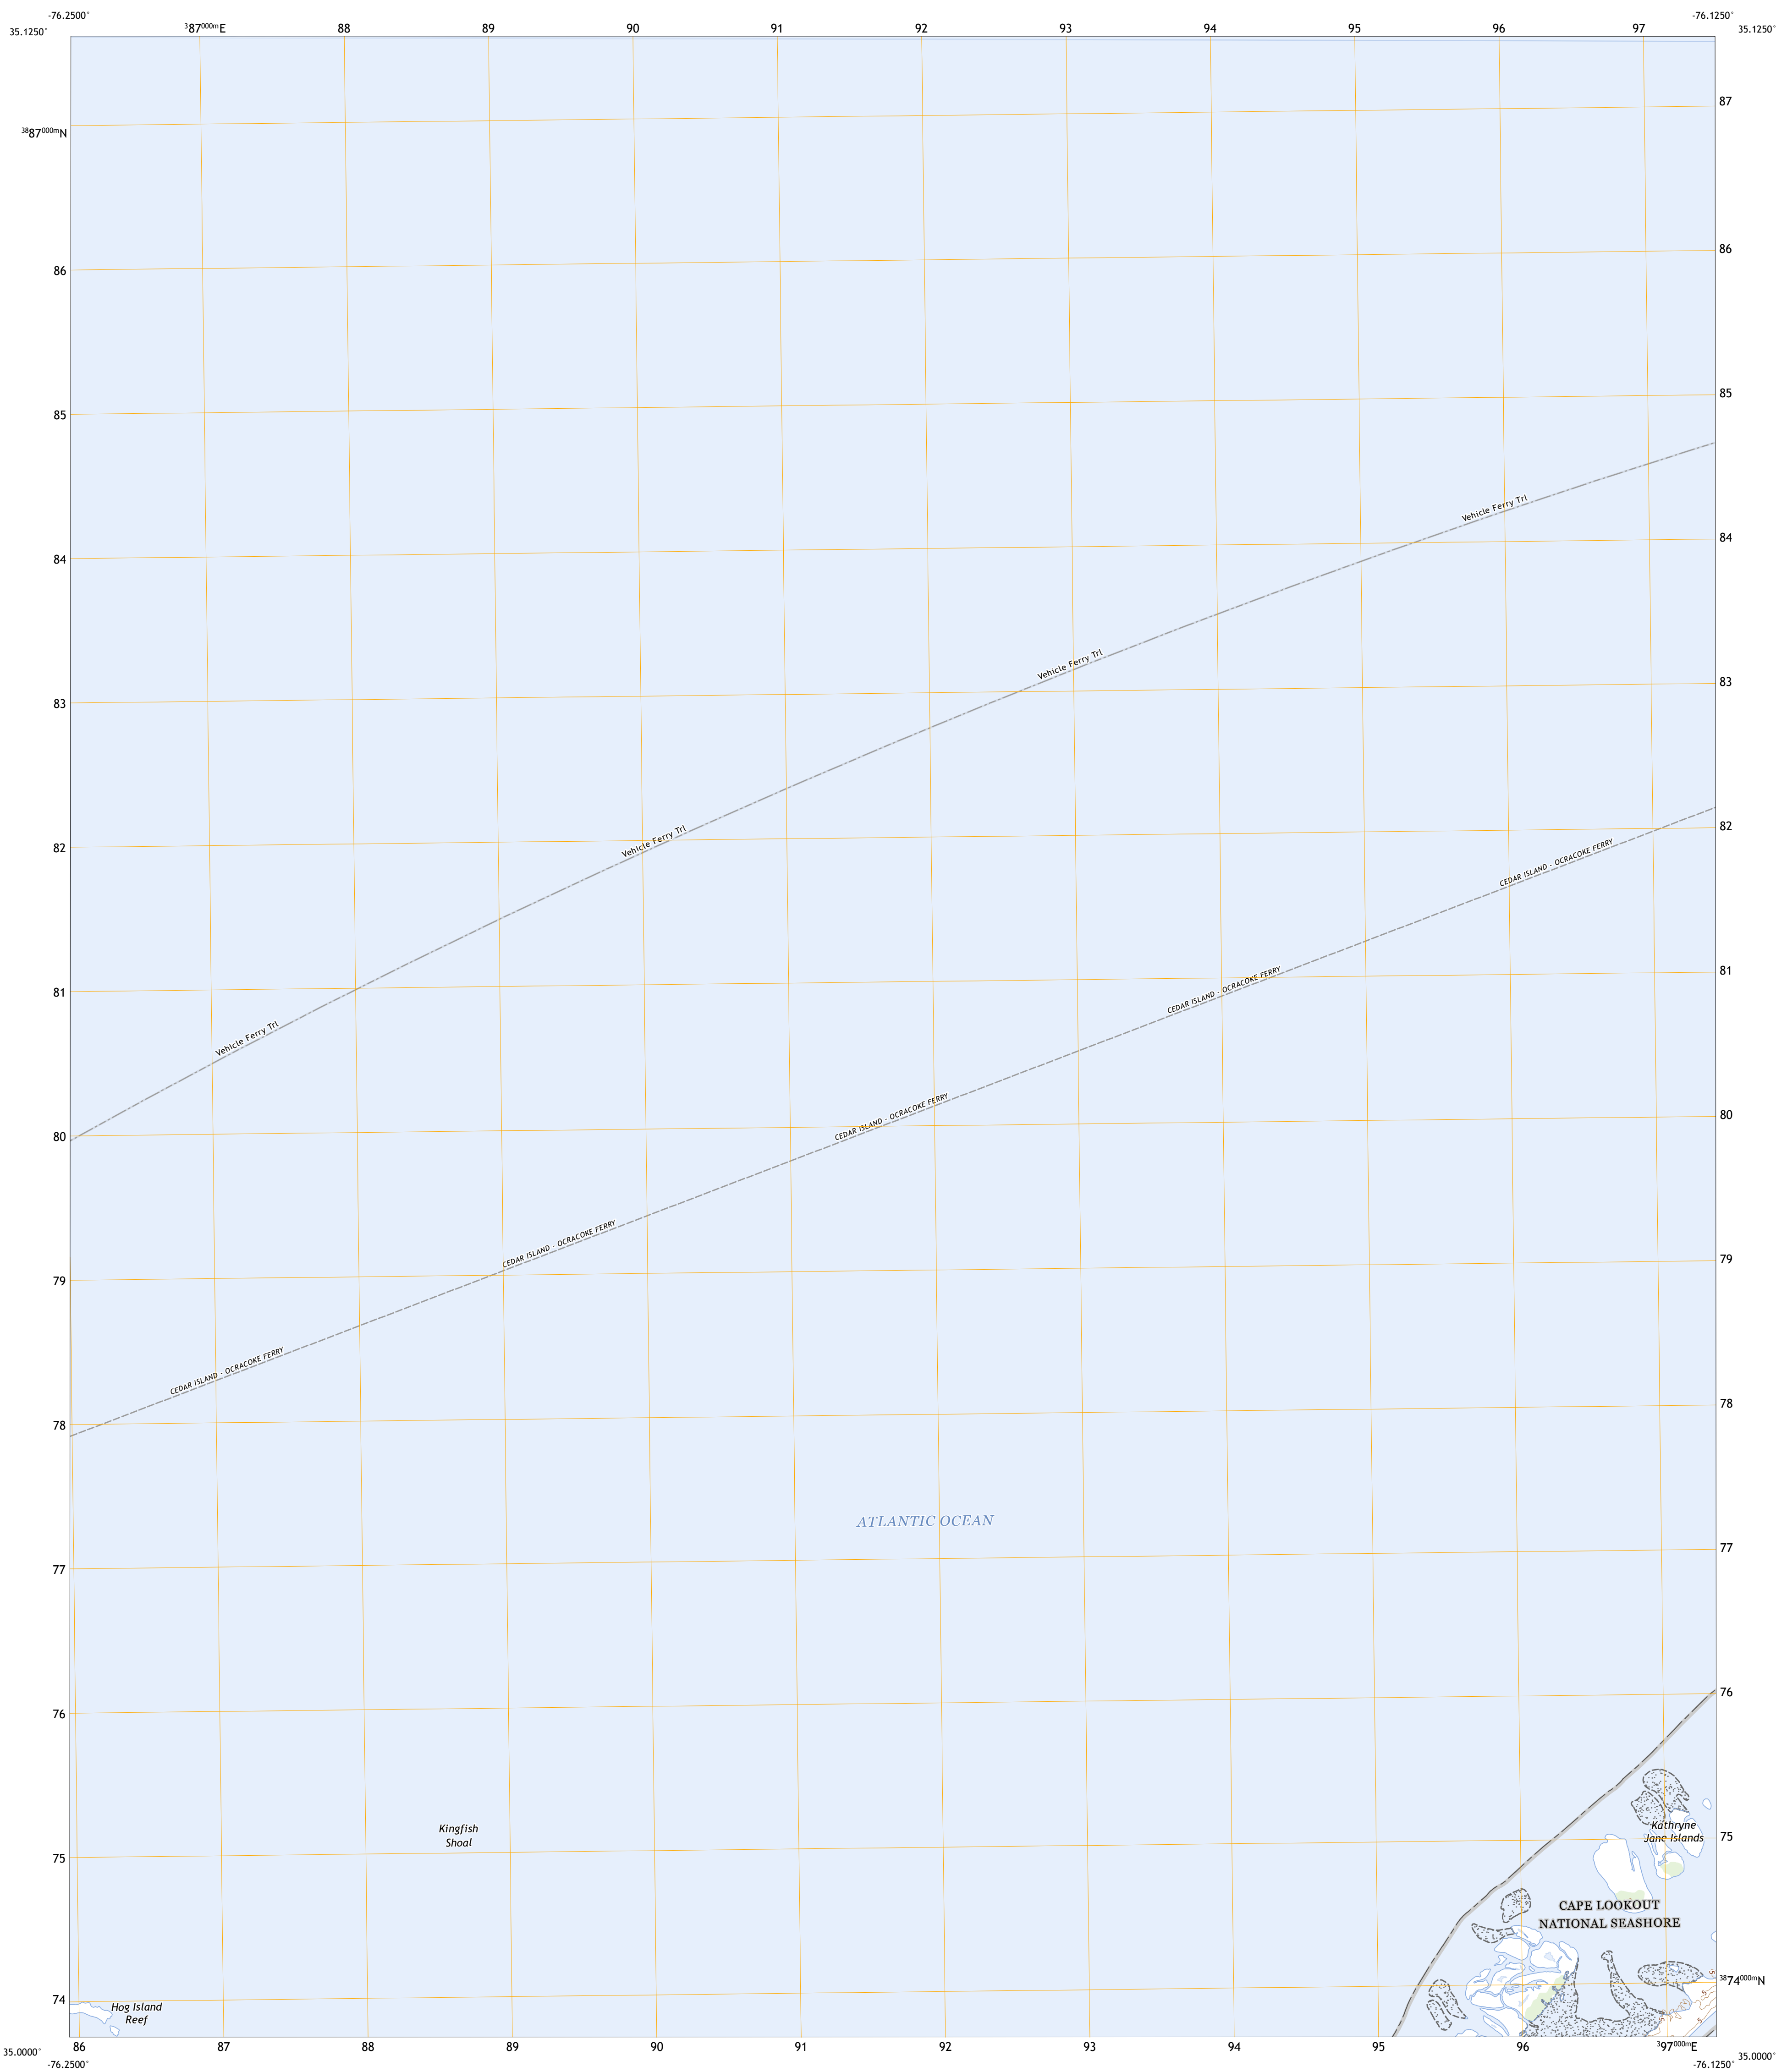 -76.2500°
-76.1250°
35.1250°
³87⁰⁰⁰ᵐE 88 89 90 91 92 93 94 95 96 97
35.1250°
87
³⁸87⁰⁰⁰ᵐN
86
86
85
85
Vehicle Ferry Trl
84
84
Vehicle Ferry Trl
83
83
Vehicle Ferry Trl
82
82
CEDAR ISLAND - OCRACOKE FERRY
81
81
CEDAR ISLAND - OCRACOKE FERRY
Vehicle Ferry Trl
80
80
CEDAR ISLAND - OCRACOKE FERRY
79
79
CEDAR ISLAND - OCRACOKE FERRY
78
78
CEDAR ISLAND - OCRACOKE FERRY
ATLANTIC OCEAN
77
77
76
76
Kingfish
Shoal
Kathryne
Jane Islands
75
75
CAPE LOOKOUT
NATIONAL SEASHORE
³⁸74⁰⁰⁰ᵐN
74
Hog Island
Reef
5
5
5
5
86 87 88 89 90 91 92 93 94 95 96 ³97⁰⁰⁰ᵐE
35.0000°
35.0000°
-76.2500°
-76.1250°